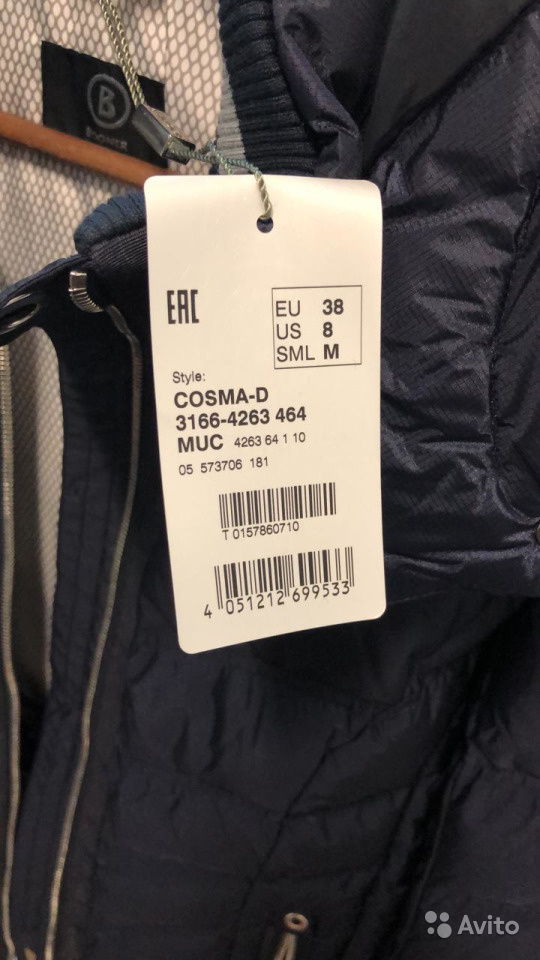 B
BOGNER
EAC
EU 38
US 8
SML M
Style:
COSMA-D
3166-4263 464
MUC 4263 64 1 10
05 573706 181
T 0157860710
4 051212 699533
Avito